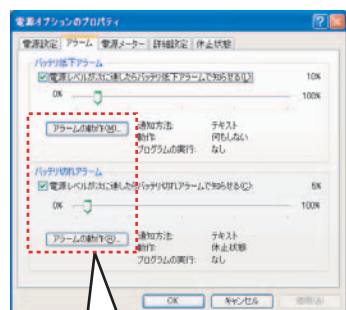 電源オプションのプロパティ
電源設定 アラーム 電源メーター 詳細設定 休止状態
バッテリ低下アラーム
電源レベルが次に達したらバッテリ低下アラームで知らせる(L): 10%
0% 100%
アラームの動作(M)... 通知方法: テキスト
動作: 何もしない
プログラムの実行: なし
バッテリ切れアラーム
電源レベルが次に達したらバッテリ切れアラームで知らせる(C): 6%
0% 100%
アラームの動作(R)... 通知方法: テキスト
動作: 休止状態
プログラムの実行: なし
OK キャンセル 適用(A)